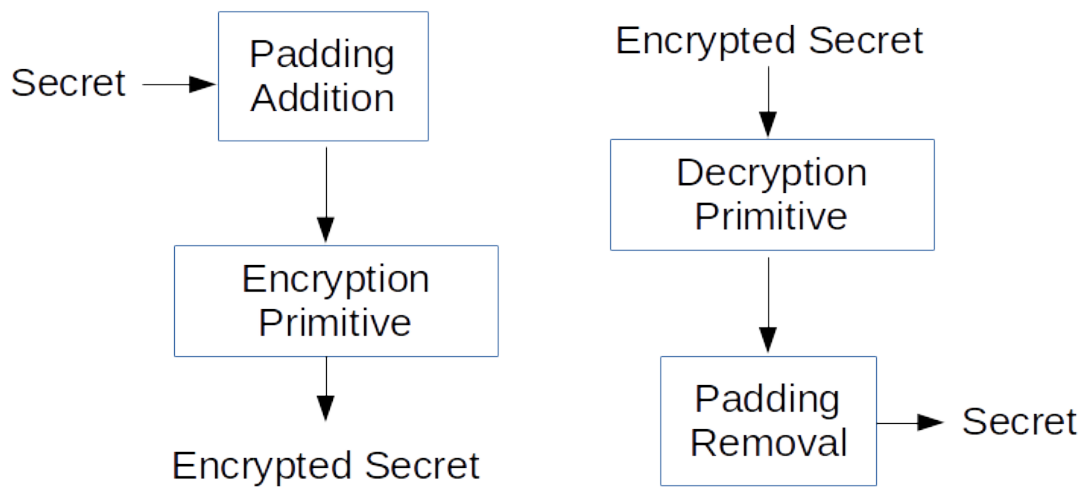 Secret
Padding
Addition
Encryption
Primitive
Encrypted Secret
Encrypted Secret
Decryption
Primitive
Padding
Removal
Secret